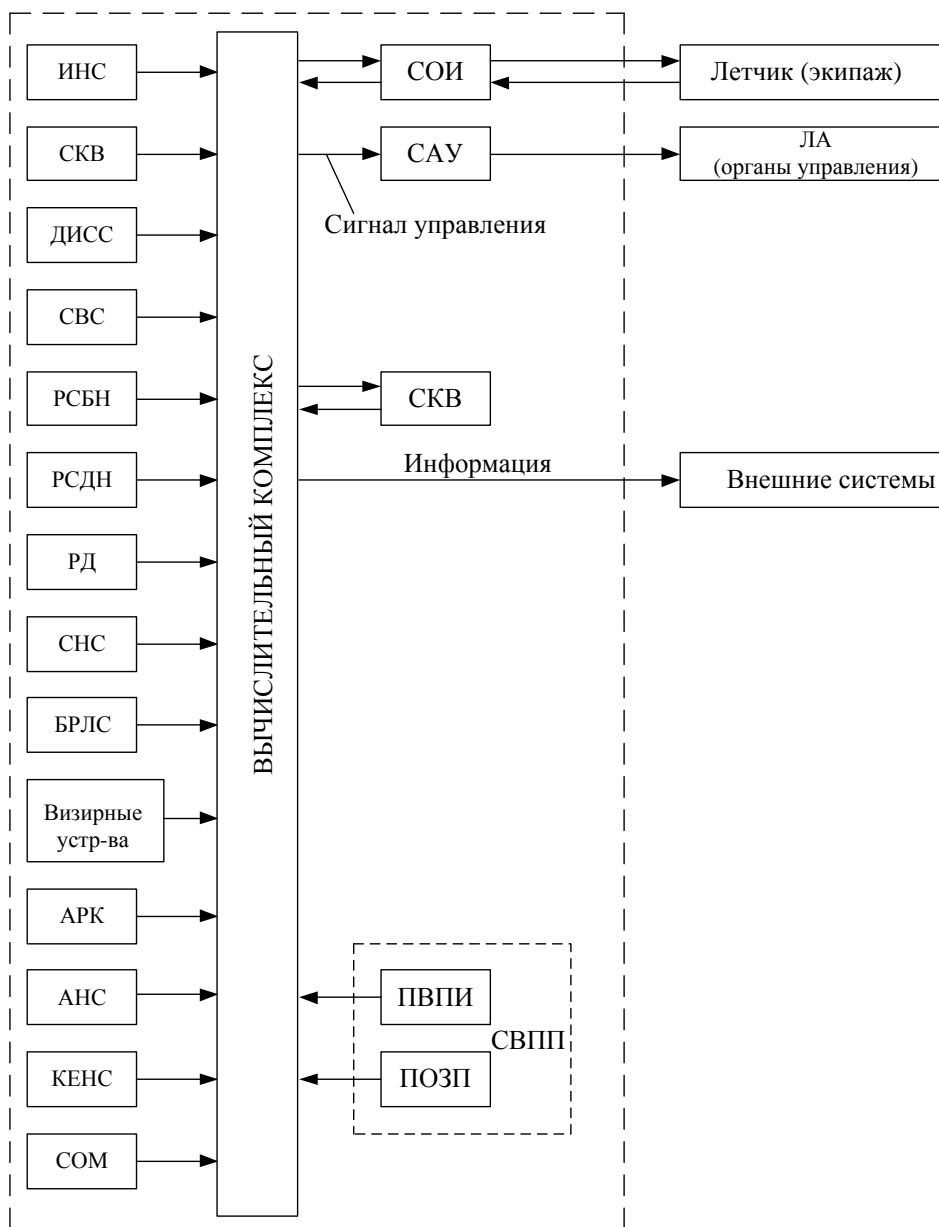 ИНС
СКВ
ДИСС
СВС
РСБН
РСДН
РД
СНС
БРЛС
Визирные
устр-ва
АРК
АНС
КЕНС
СОМ
ВЫЧИСЛИТЕЛЬНЫЙ КОМПЛЕКС
СОИ
Летчик (экипаж)
САУ
ЛА
(органы управления)
Сигнал управления
СКВ
Информация
Внешние системы
ПВПИ
СВПП
ПОЗП